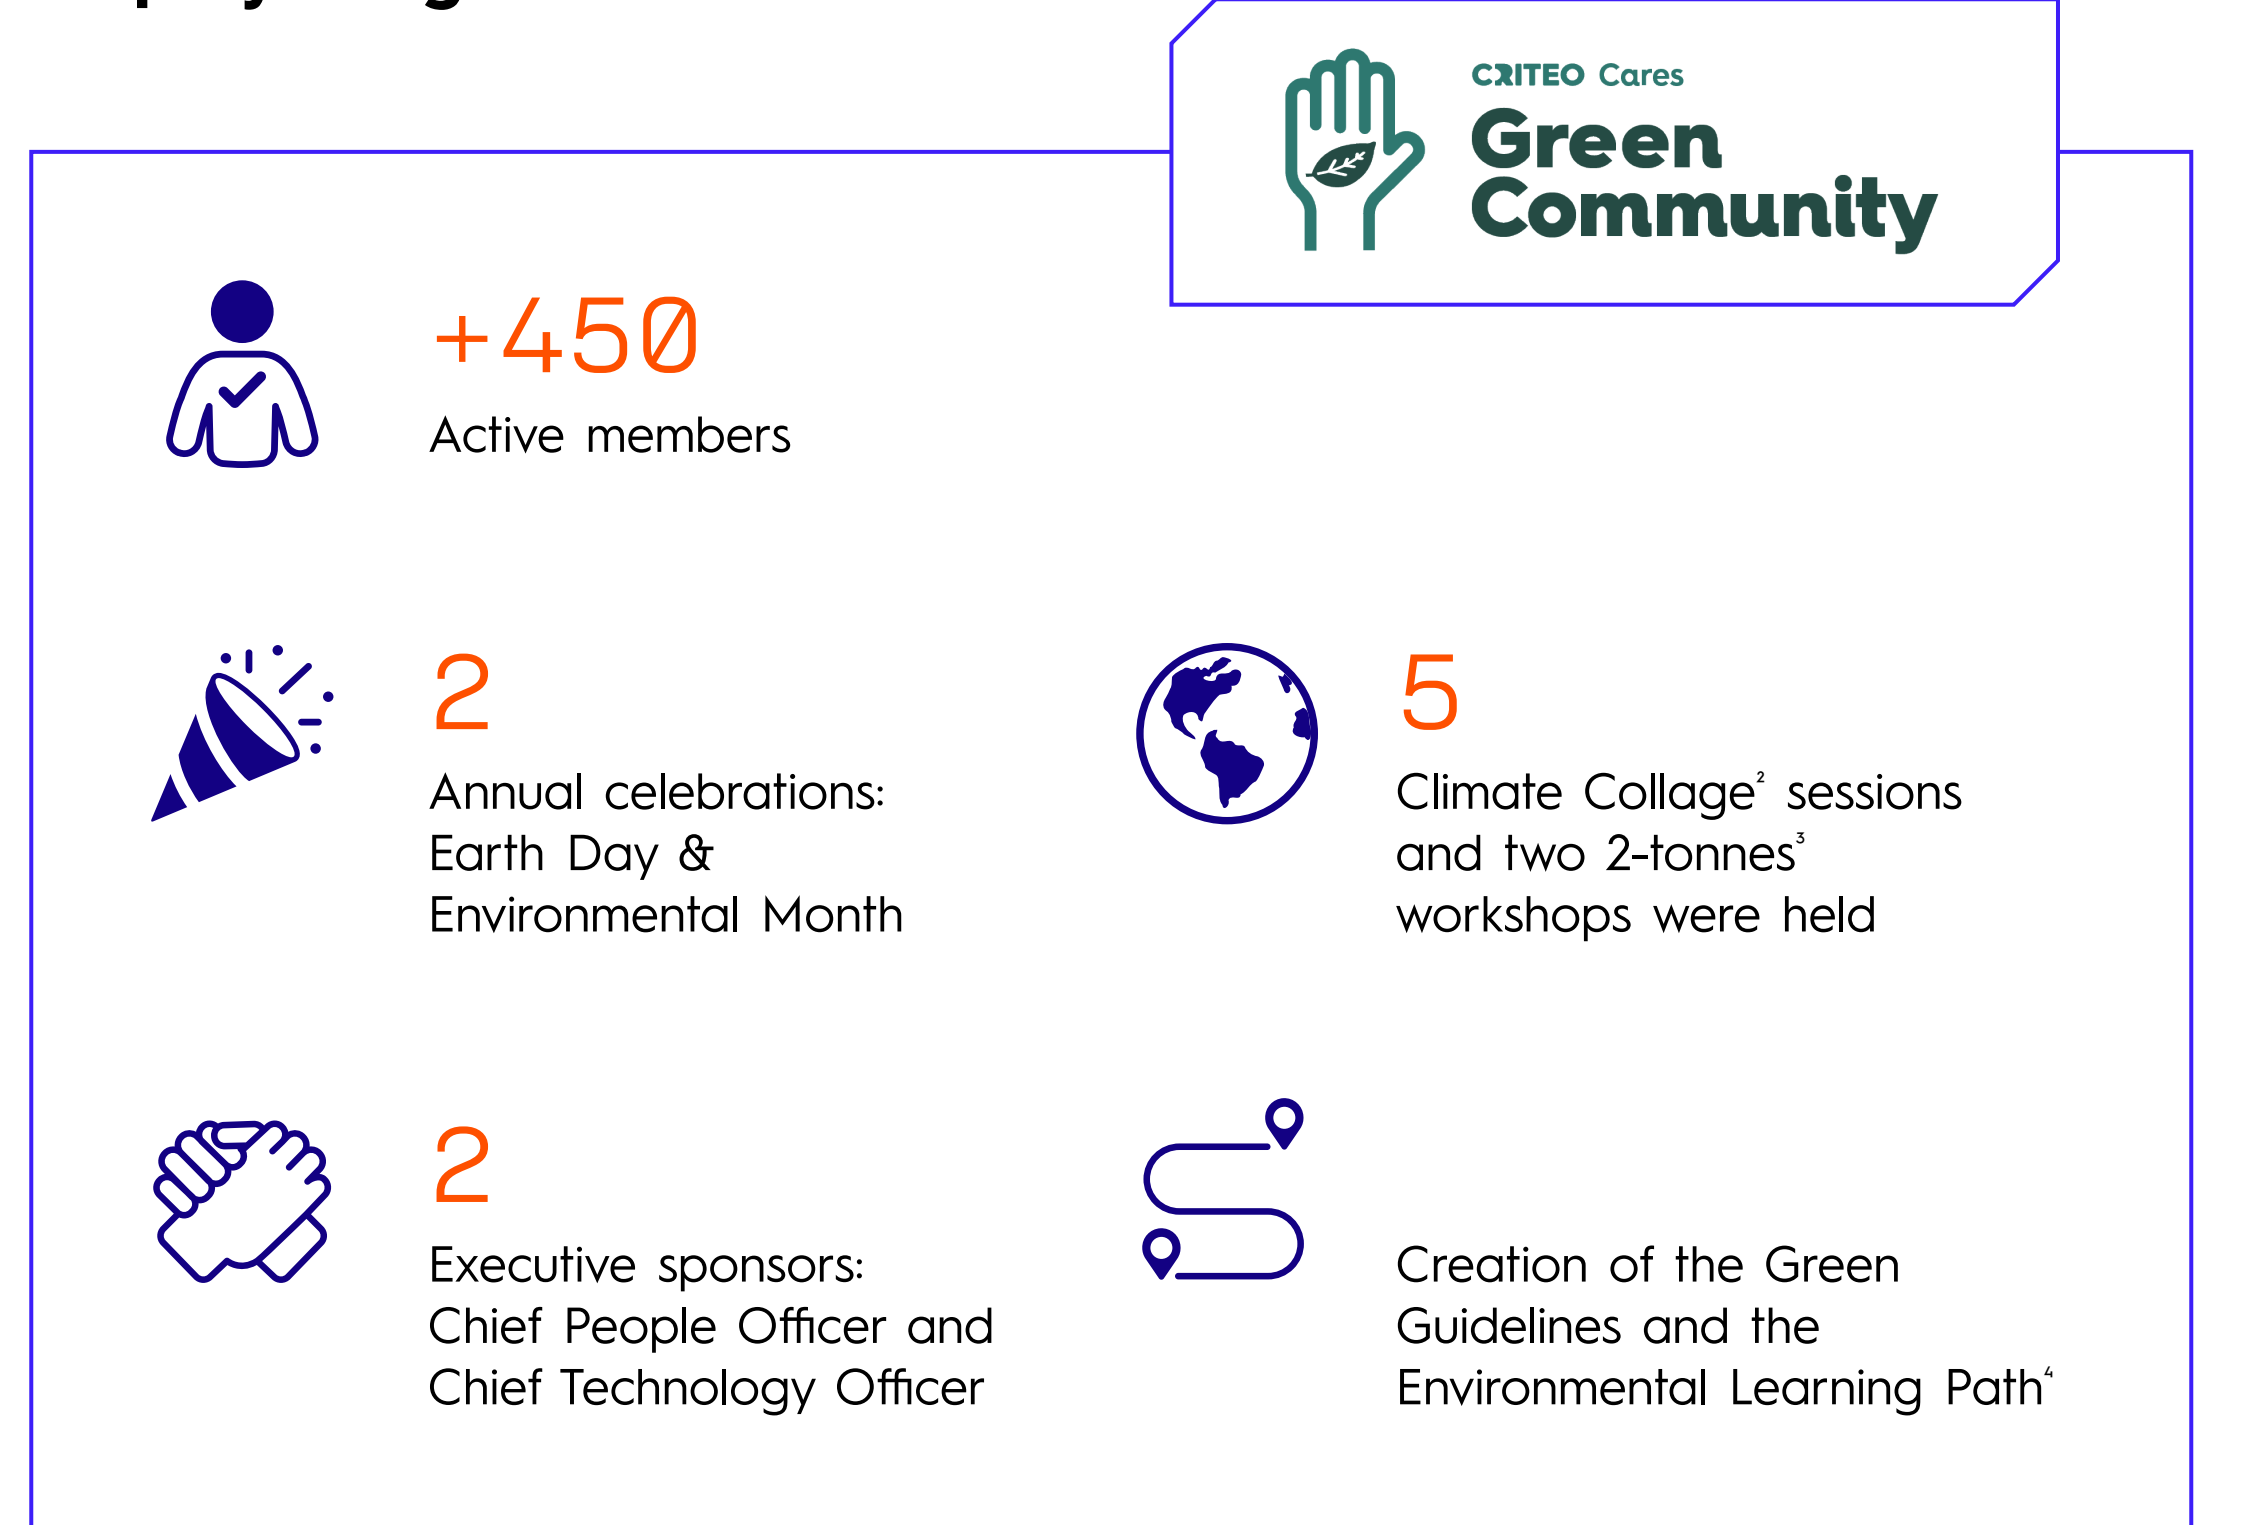 CRITEO Cares
Green
Community
+450
Active members
2
Annual celebrations:
Earth Day &
Environmental Month
5
Climate Collage² sessions
and two 2-tonnes³
workshops were held
2
Executive sponsors:
Chief People Officer and
Chief Technology Officer
Creation of the Green
Guidelines and the
Environmental Learning Path⁴